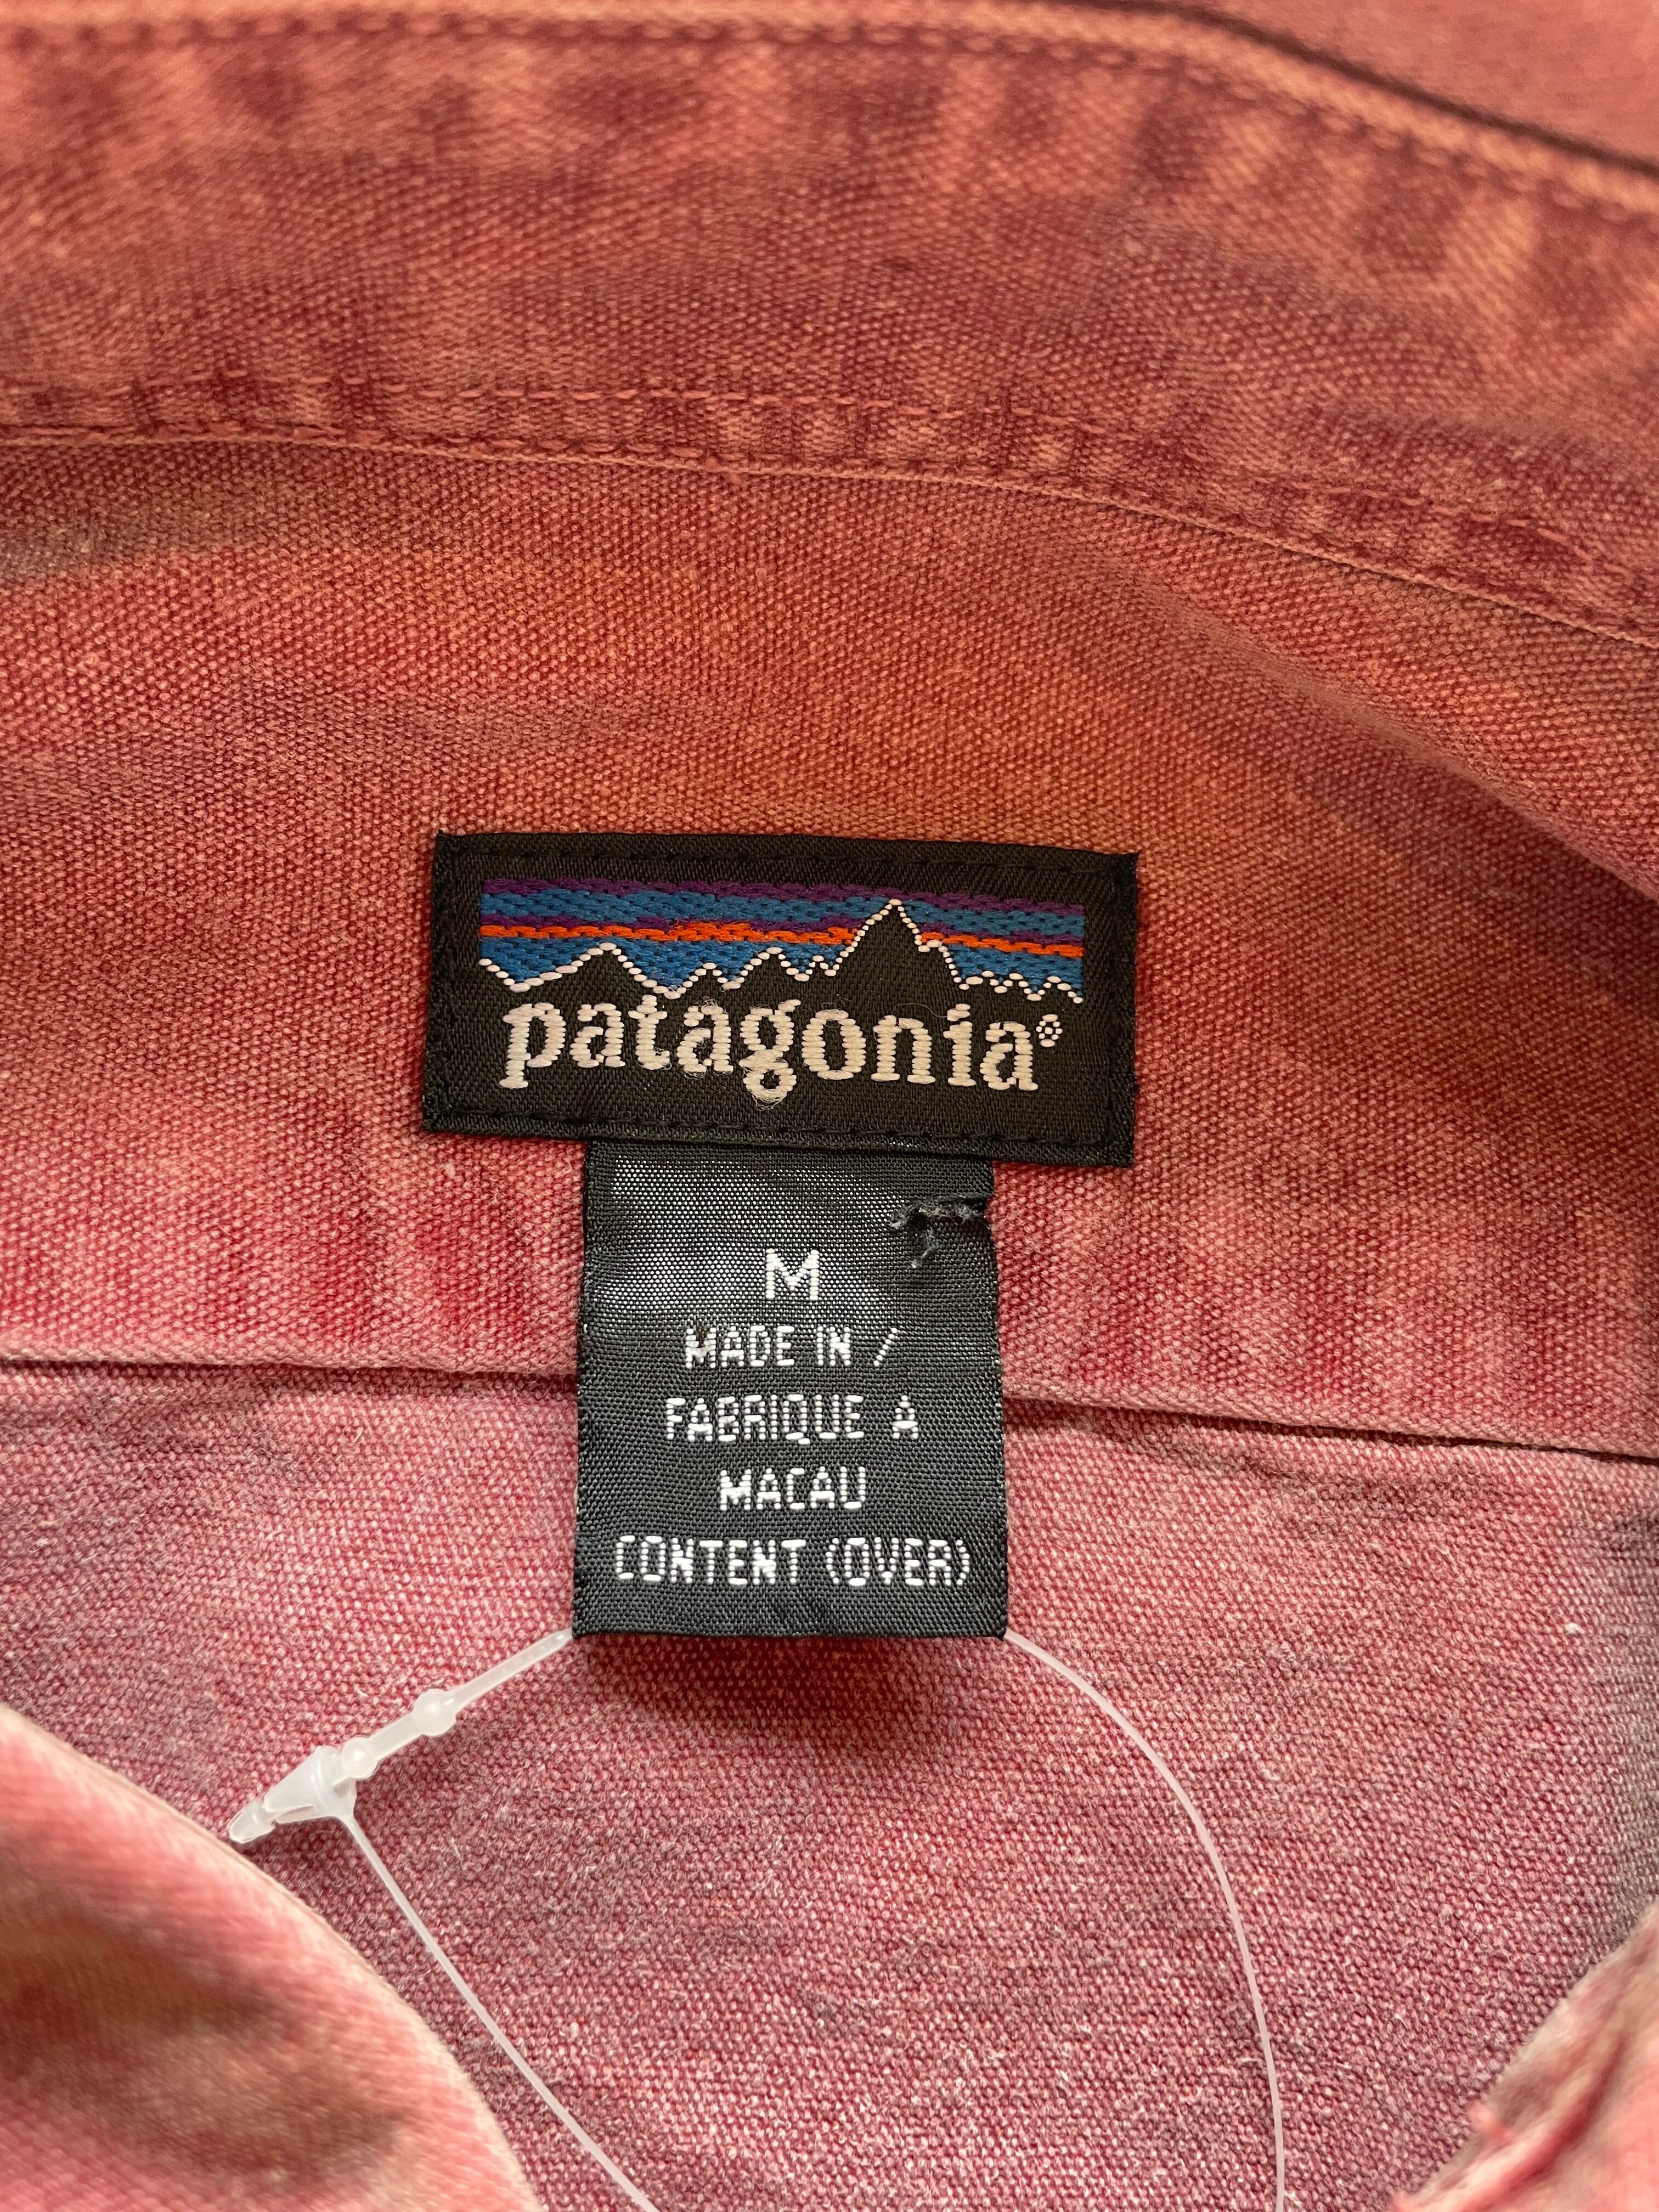 patagonia®
M
MADE IN /
FABRIQUE A
MACAU
CONTENT (OVER)